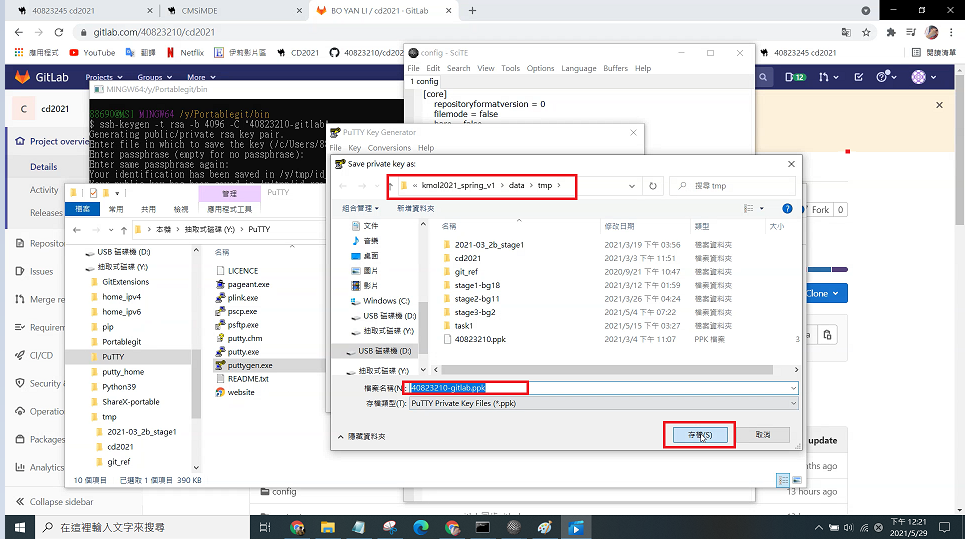 40823245 cd2021
CMSiMDE
BO YAN LI / cd2021 · GitLab
gitlab.com/40823210/cd2021
應用程式
YouTube
翻譯
Netflix
伊莉影片區
CD2021
40823210/cd2021
40823245 cd2021
閱讀清單
GitLab
Projects
Groups
More
12
C
cd2021
Project overview
Details
Activity
Releases
Repository
Issues
Merge re
Requirem
CI/CD
Security &
Operation
Packages
Analytics
Collapse sidebar
MINGW64:/y/Portablegit/bin
88690@MSI MINGW64 /y/Portablegit/bin
$ ssh-keygen -t rsa -b 4096 -C "40823210-gitlab"
Generating public/private rsa key pair.
Enter file in which to save the key (/c/Users/8
Enter passphrase (empty for no passphrase):
Enter same passphrase again:
Your identification has been saved in /y/tmp/id_
config - SciTE
File Edit Search View Tools Options Language Buffers Help
1 config
[core]
repositoryformatversion = 0
filemode = false
bare = false
PuTTY Key Generator
File Key Conversions Help
Save private key as:
« kmol2021_spring_v1 › data › tmp ›
搜尋 tmp
組合管理
新增資料夾
文件
音樂
桌面
圖片
影片
Windows (C:)
USB 磁碟機 (D:)
抽取式磁碟 (Y:)
USB 磁碟機 (D:)
抽取式磁碟 (Y:)
名稱 修改日期 類型 大小
2021-03_2b_stage1 2021/3/19 下午 03:56 檔案資料夾
cd2021 2021/3/3 下午 11:51 檔案資料夾
git_ref 2020/9/21 下午 10:47 檔案資料夾
stage1-bg18 2021/3/12 下午 01:59 檔案資料夾
stage2-bg11 2021/3/26 下午 04:24 檔案資料夾
stage3-bg2 2021/5/4 下午 07:22 檔案資料夾
task1 2021/5/15 下午 03:27 檔案資料夾
40823210.ppk 2021/3/4 下午 11:07 PPK 檔案 3
檔案名稱(N):
40823210-gitlab.ppk
存檔類型(T):
PuTTY Private Key Files (*.ppk)
隱藏資料夾
存檔(S)
取消
管理
PuTTY
檔案
常用
共用
檢視
應用程式工具
本機 › 抽取式磁碟 (Y:) › PuTTY
USB 磁碟機 (D:)
抽取式磁碟 (Y:)
GitExtensions
home_ipv4
home_ipv6
pip
Portablegit
PuTTY
putty_home
Python39
ShareX-portable
tmp
2021-03_2b_stage1
cd2021
git_ref
名稱
LICENCE
pageant.exe
plink.exe
pscp.exe
psftp.exe
putty.chm
putty.exe
puttygen.exe
README.txt
website
10 個項目
已選取 1 個項目 390 KB
Fork
0
Clone
update
hs ago
config
13 hours ago
在這裡輸入文字來搜尋
下午 12:21
2021/5/29